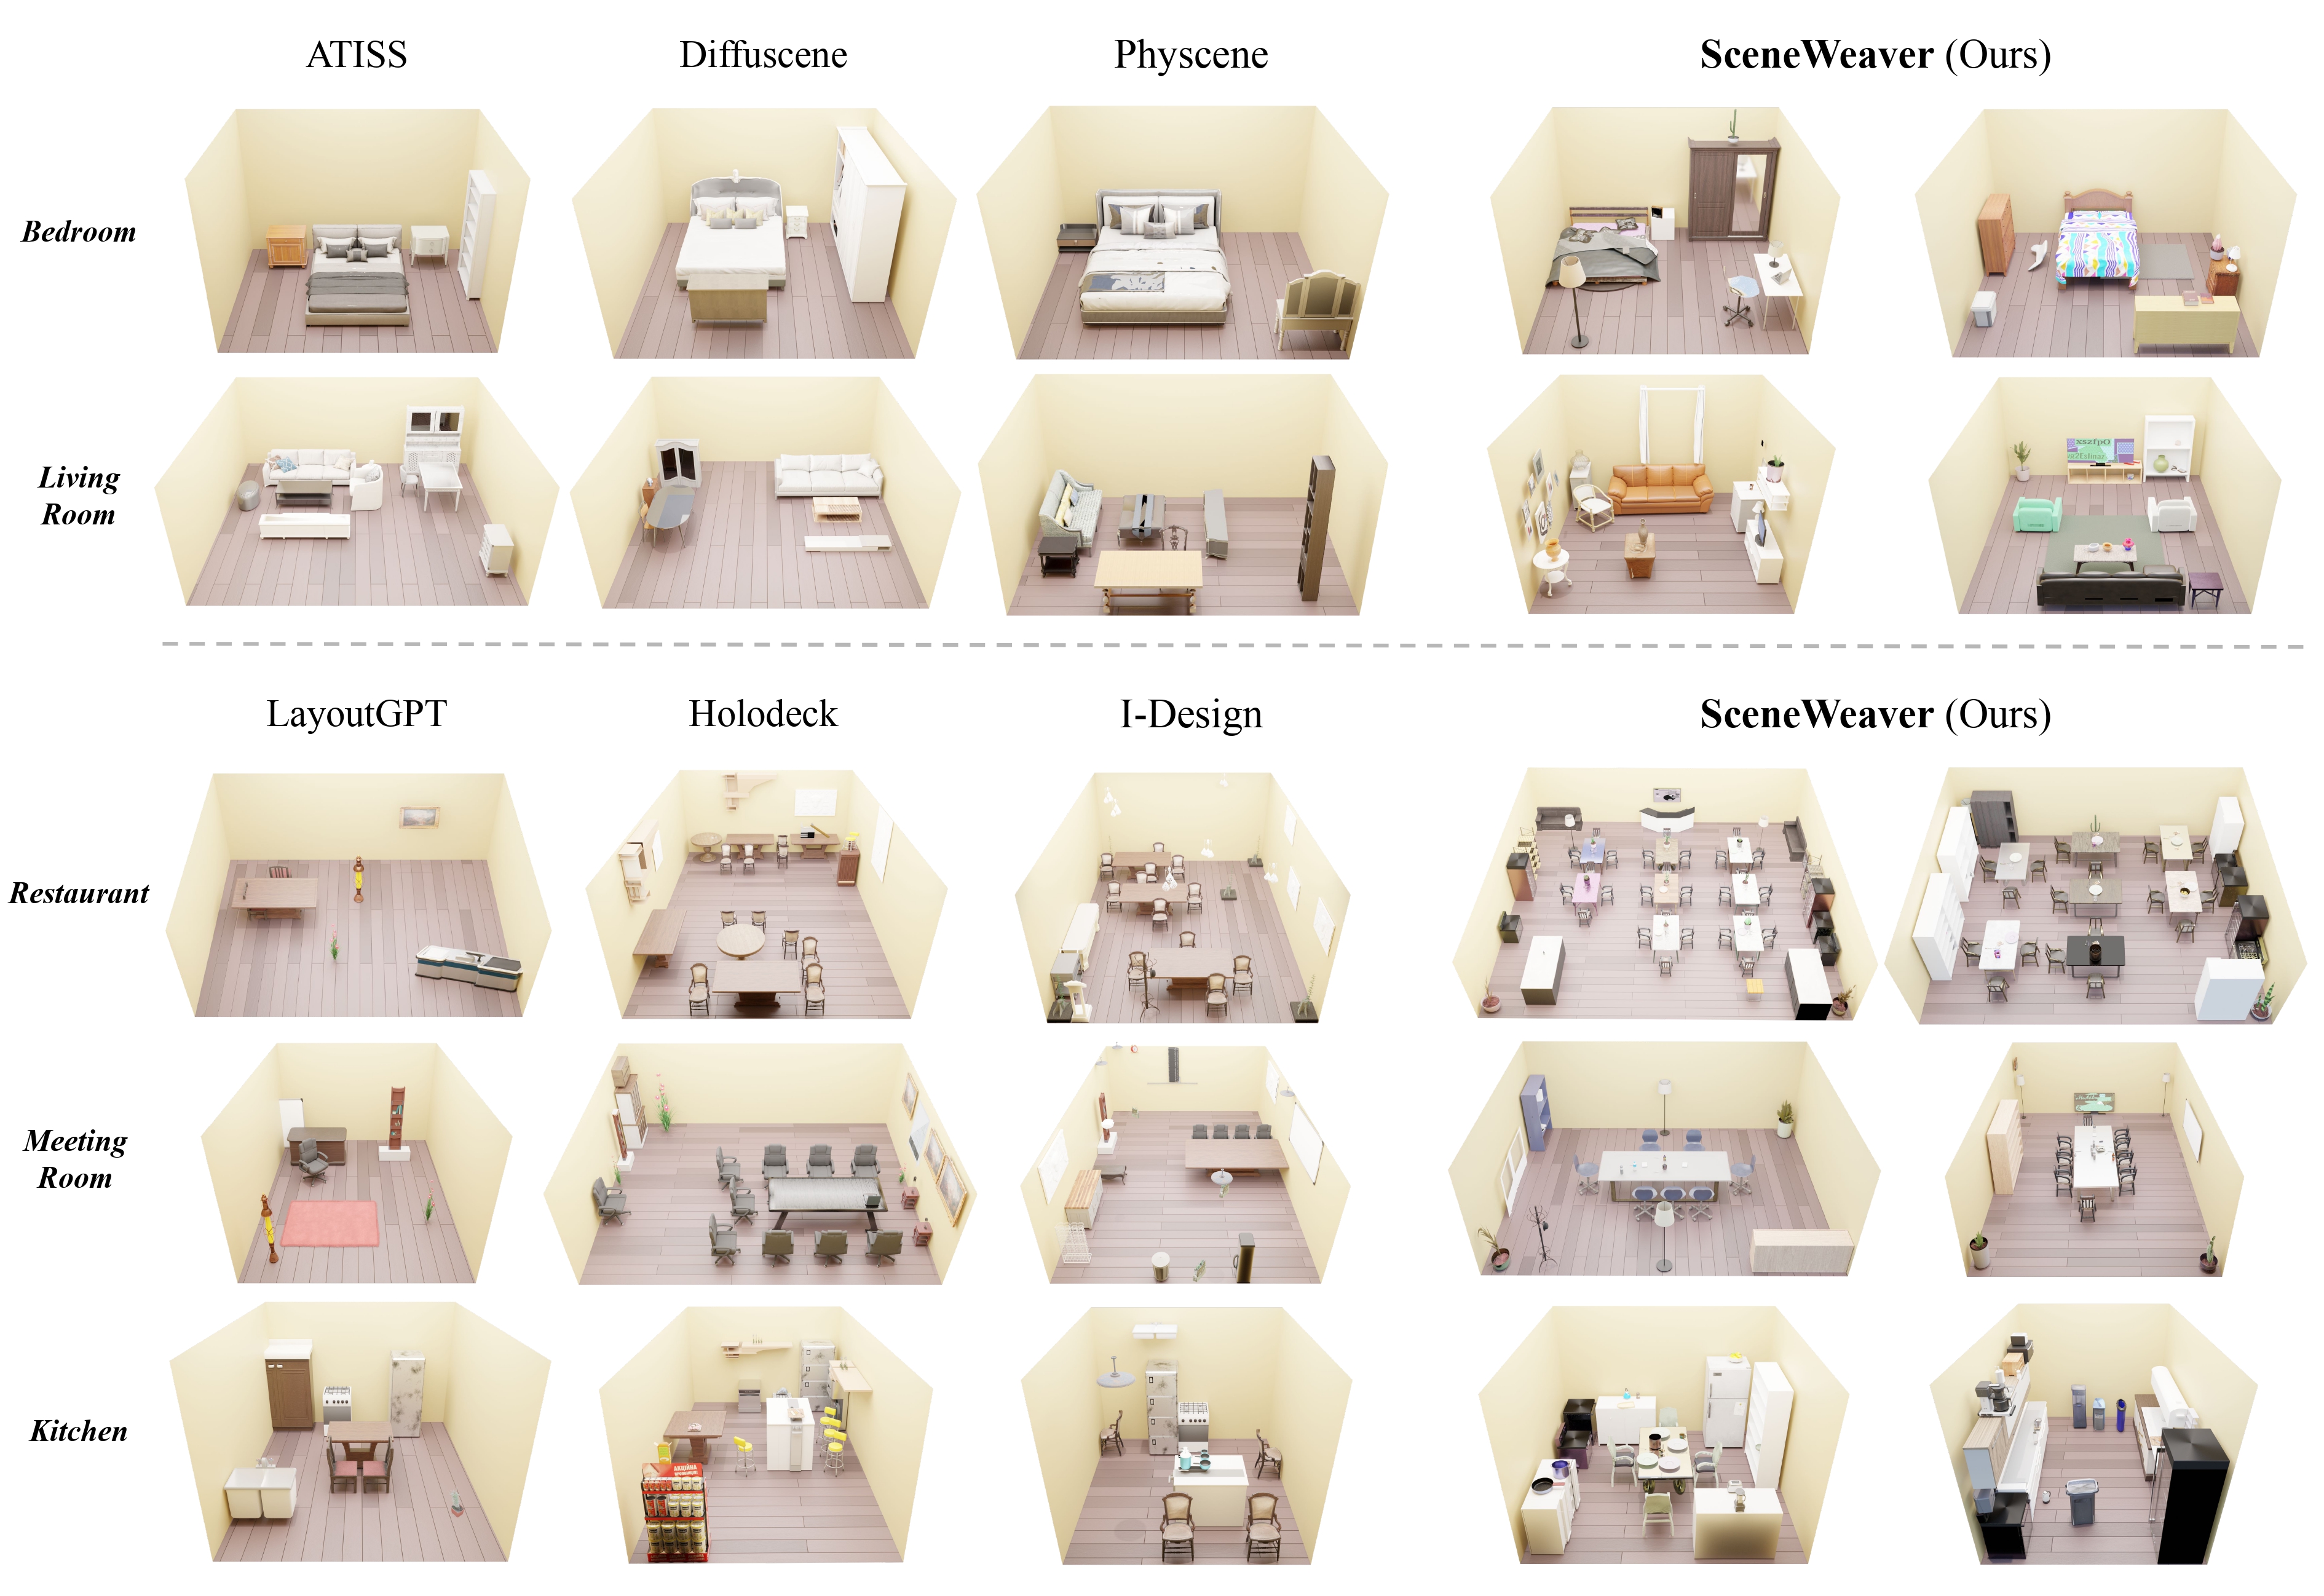 ATISS Diffuscene Physcene SceneWeaver (Ours)
Bedroom
Living
Room
LayoutGPT Holodeck I-Design SceneWeaver (Ours)
Restaurant
Meeting
Room
Kitchen